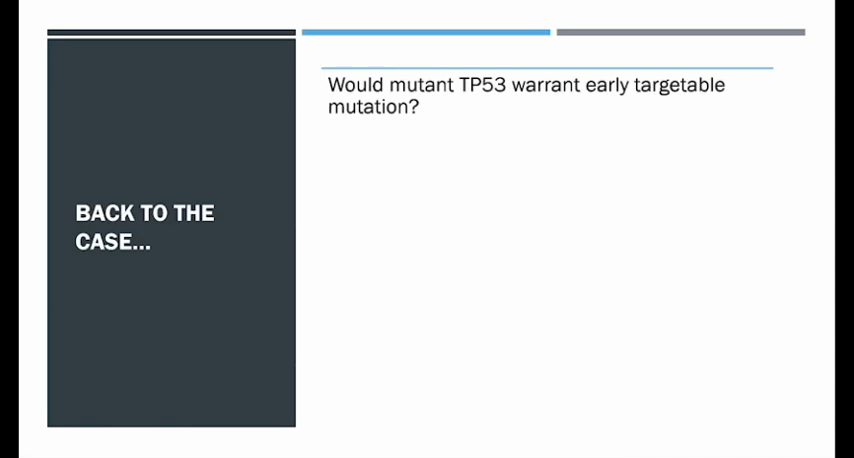 Would mutant TP53 warrant early targetable
mutation?
BACK TO THE
CASE...